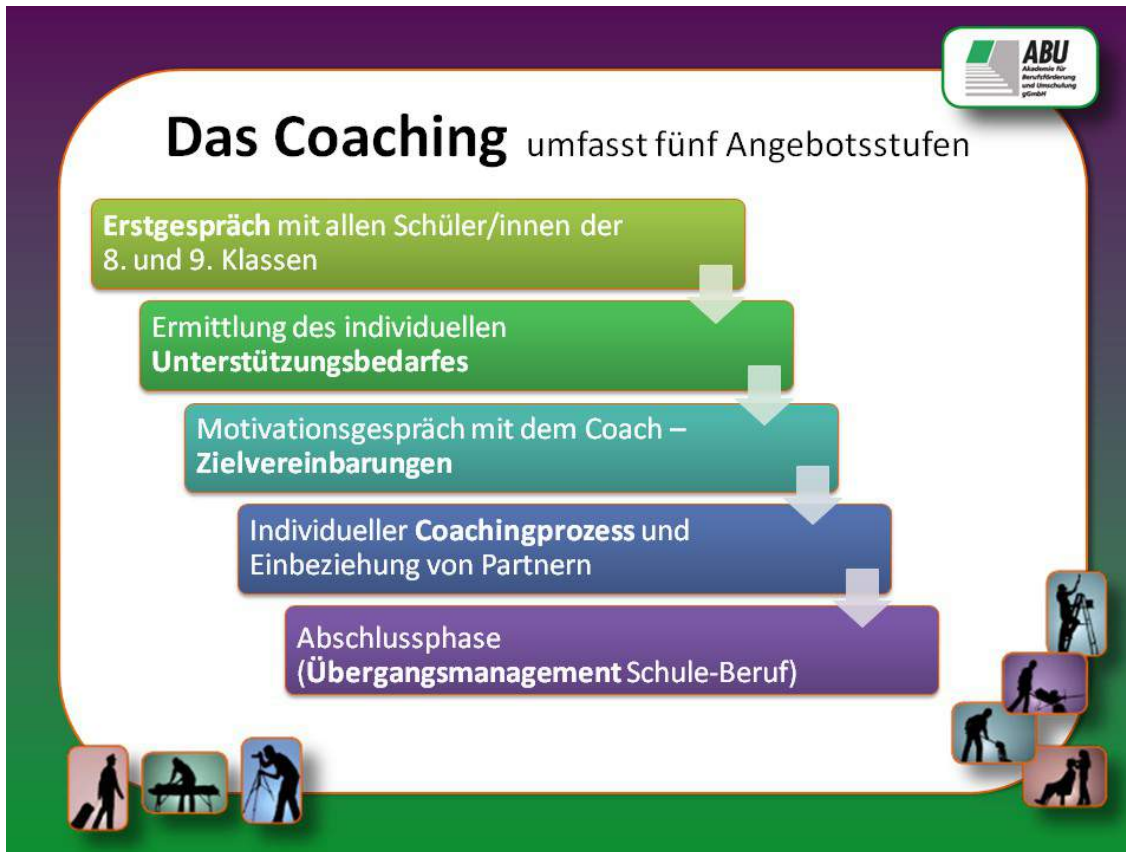 ABU
Akademie für
Berufsförderung
und Umschulung
gGmbH
Das Coaching umfasst fünf Angebotsstufen
Erstgespräch mit allen Schüler/innen der
8. und 9. Klassen
Ermittlung des individuellen
Unterstützungsbedarfes
Motivationsgespräch mit dem Coach –
Zielvereinbarungen
Individueller Coachingprozess und
Einbeziehung von Partnern
Abschlussphase
(Übergangsmanagement Schule-Beruf)